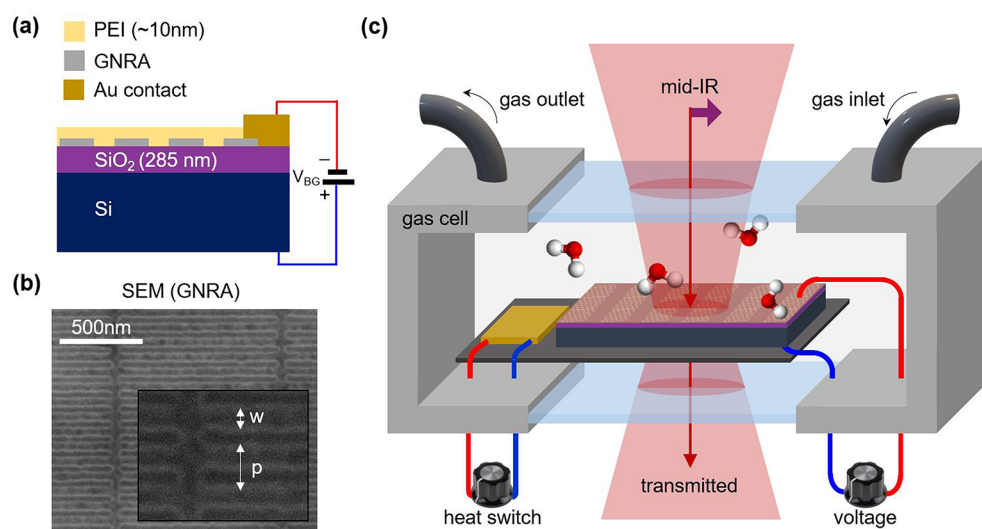 (a)
PEI (~10nm)
GNRA
Au contact
SiO₂ (285 nm)
Si
V_BG
−
+
(b)
SEM (GNRA)
500nm
w
p
(c)
mid-IR
gas outlet
gas inlet
gas cell
transmitted
heat switch
voltage